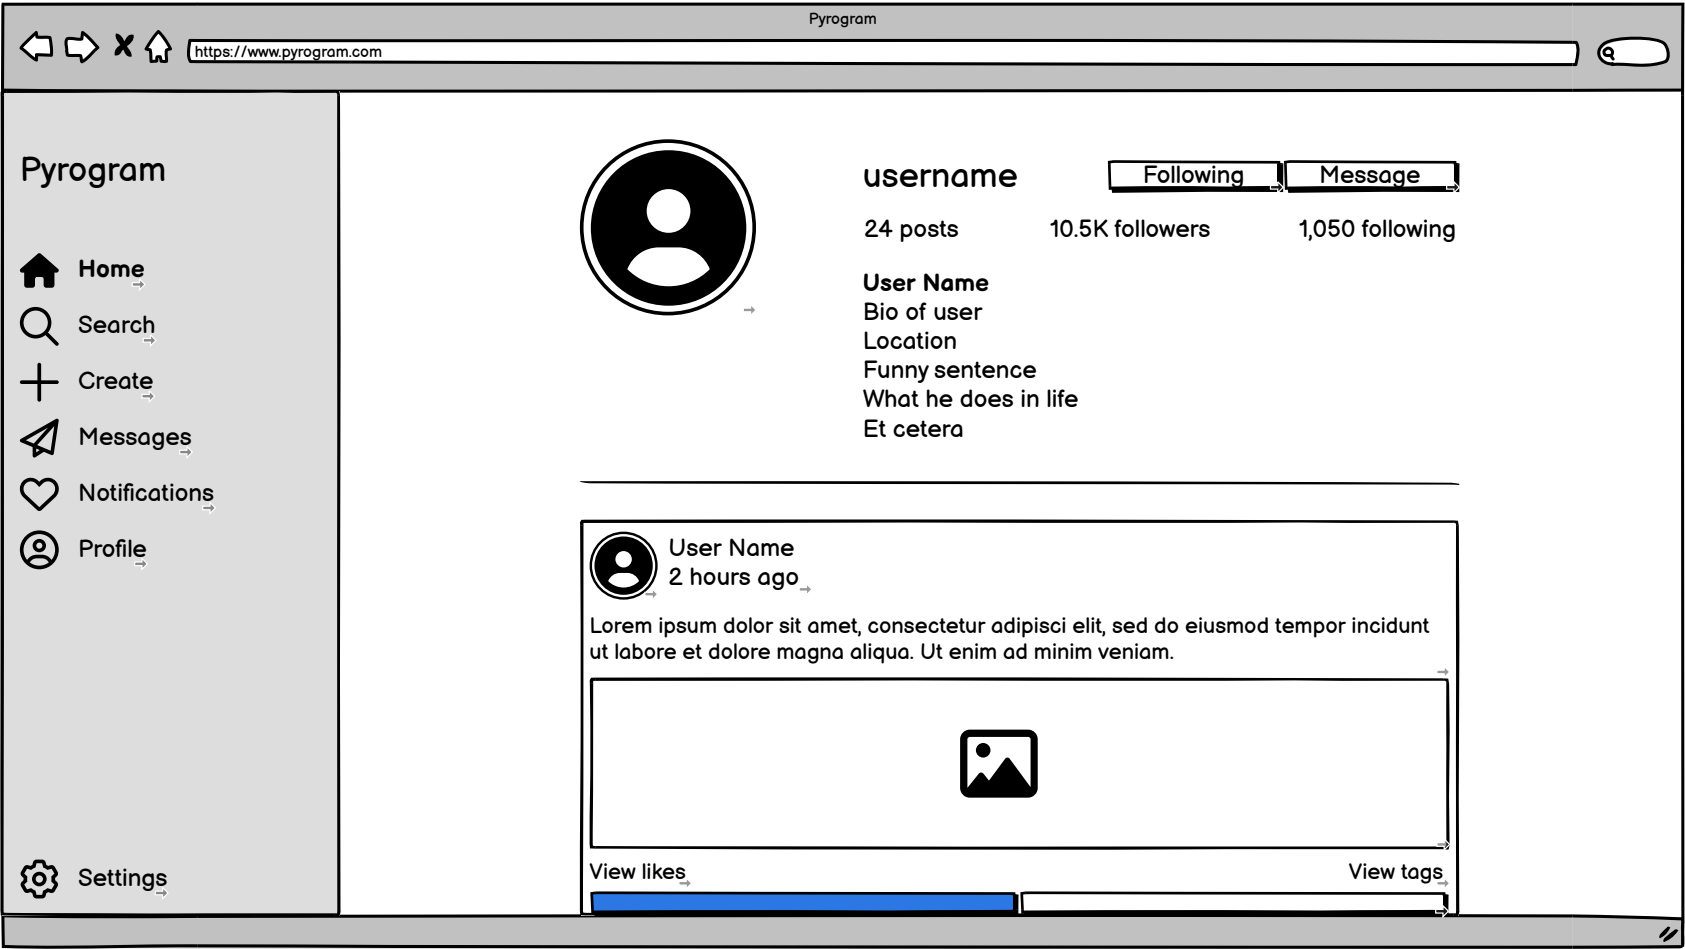 Pyrogram
https://www.pyrogram.com
Pyrogram
Home
Search
Create
Messages
Notifications
Profile
Settings
username
Following
Message
24 posts
10.5K followers
1,050 following
User Name
Bio of user
Location
Funny sentence
What he does in life
Et cetera
User Name
2 hours ago
Lorem ipsum dolor sit amet, consectetur adipisci elit, sed do eiusmod tempor incidunt
ut labore et dolore magna aliqua. Ut enim ad minim veniam.
View likes
View tags